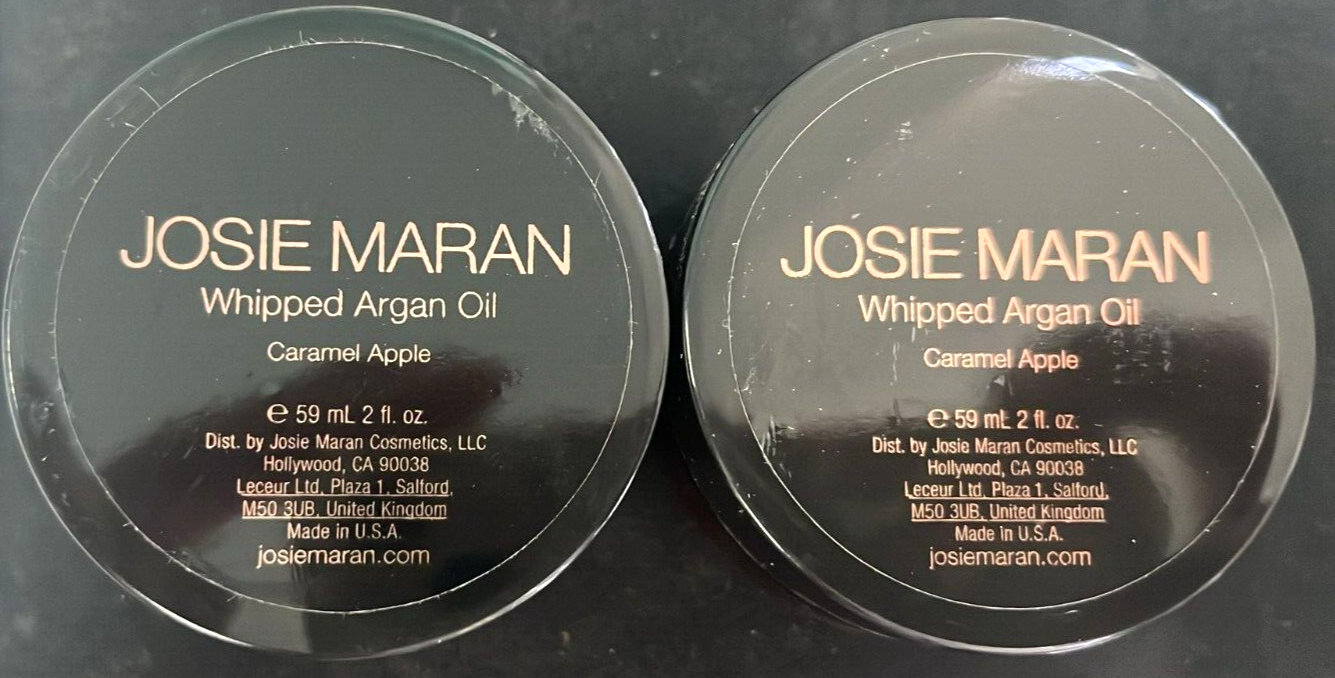 JOSIE MARAN
Whipped Argan Oil
Caramel Apple
℮ 59 mL 2 fl. oz.
Dist. by Josie Maran Cosmetics, LLC
Hollywood, CA 90038
Leceur Ltd, Plaza 1, Salford,
M50 3UB, United Kingdom
Made in U.S.A.
josiemaran.com
JOSIE MARAN
Whipped Argan Oil
Caramel Apple
℮ 59 mL 2 fl. oz.
Dist. by Josie Maran Cosmetics, LLC
Hollywood, CA 90038
Leceur Ltd, Plaza 1, Salford,
M50 3UB, United Kingdom
Made in U.S.A.
josiemaran.com